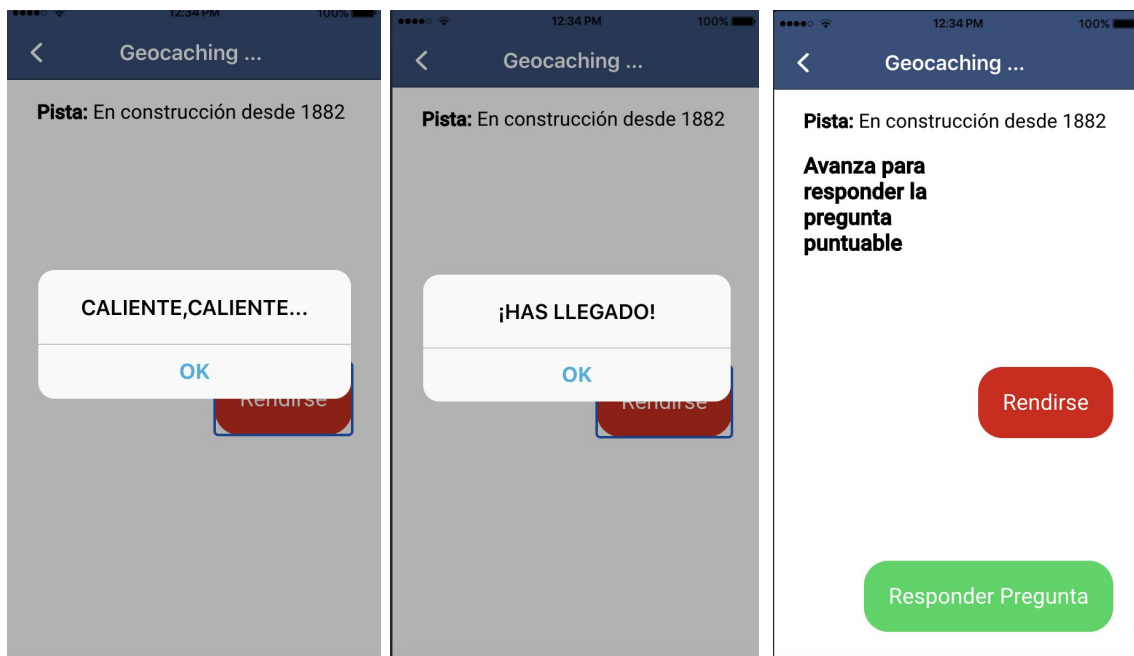 12:34 PM 100%
Geocaching ...
Pista: En construcción desde 1882
CALIENTE,CALIENTE...
OK
Rendirse
12:34 PM 100%
Geocaching ...
Pista: En construcción desde 1882
¡HAS LLEGADO!
OK
Rendirse
12:34 PM 100%
Geocaching ...
Pista: En construcción desde 1882
Avanza para
responder la
pregunta
puntuable
Rendirse
Responder Pregunta